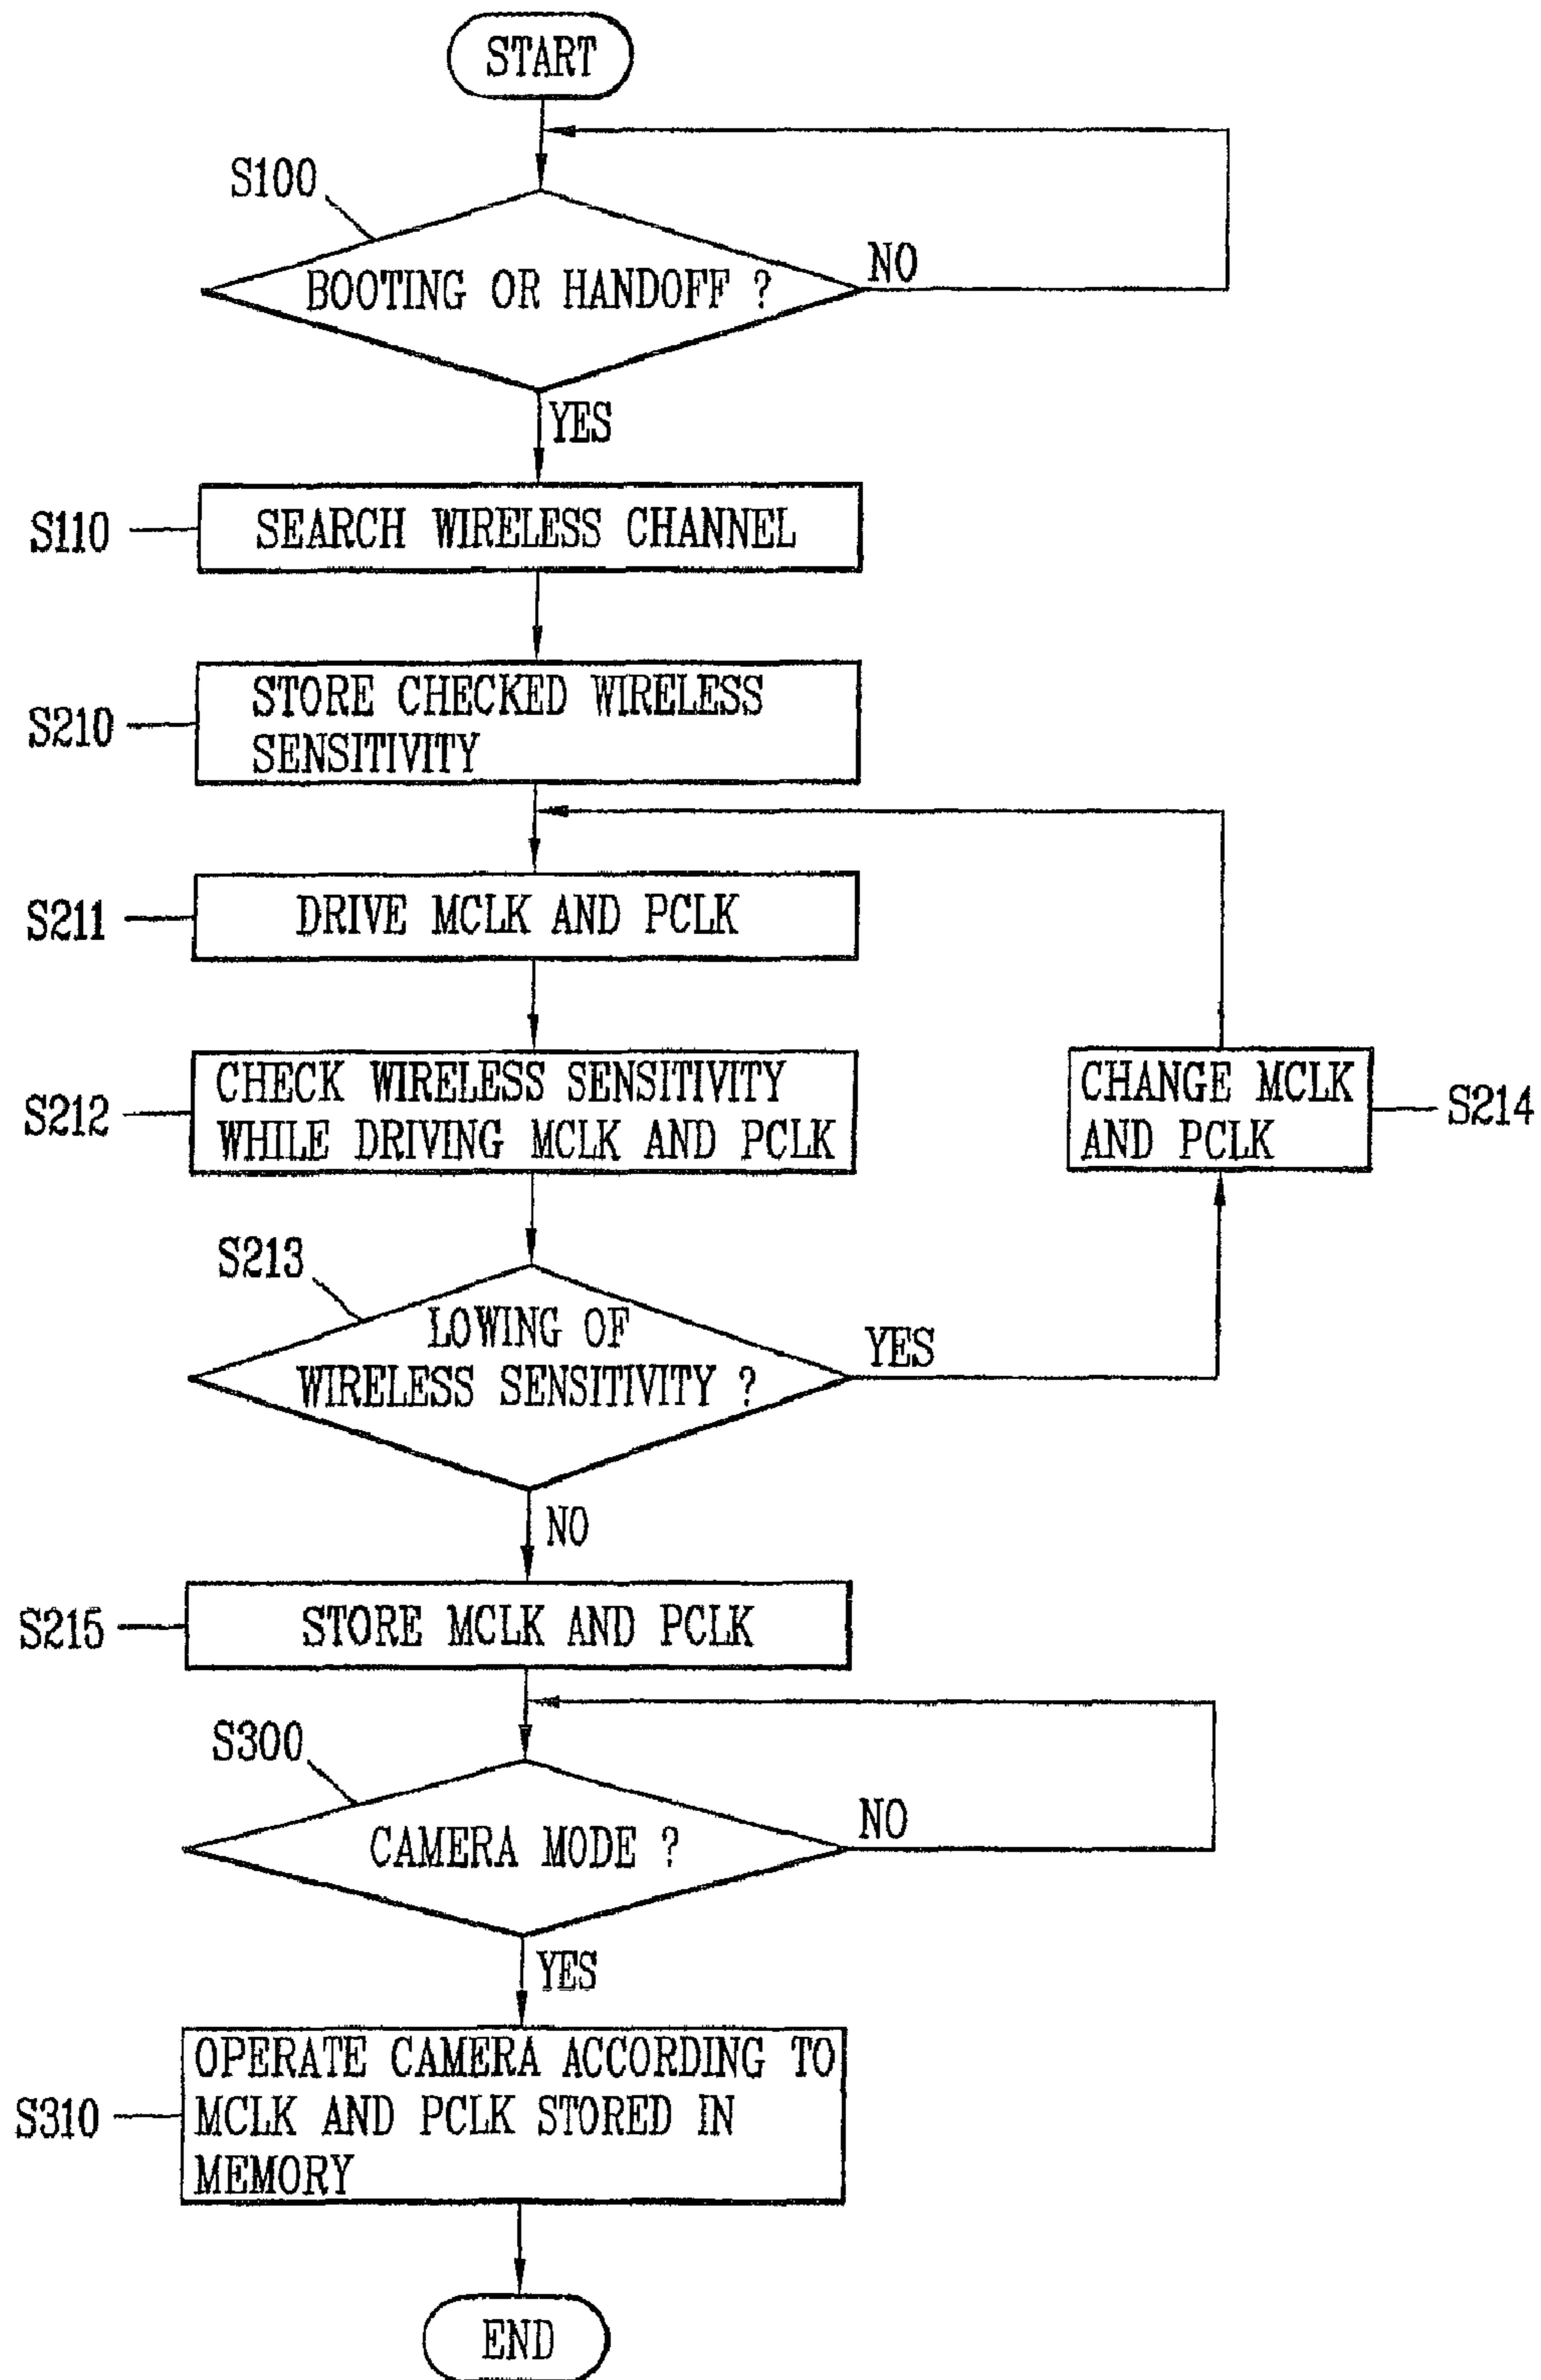 START
S100
BOOTING OR HANDOFF ?
NO
YES
S110
SEARCH WIRELESS CHANNEL
S210
STORE CHECKED WIRELESS
SENSITIVITY
S211
DRIVE MCLK AND PCLK
S212
CHECK WIRELESS SENSITIVITY
WHILE DRIVING MCLK AND PCLK
CHANGE MCLK
AND PCLK
S214
S213
LOWING OF
WIRELESS SENSITIVITY ?
YES
NO
S215
STORE MCLK AND PCLK
S300
CAMERA MODE ?
NO
YES
S310
OPERATE CAMERA ACCORDING TO
MCLK AND PCLK STORED IN
MEMORY
END